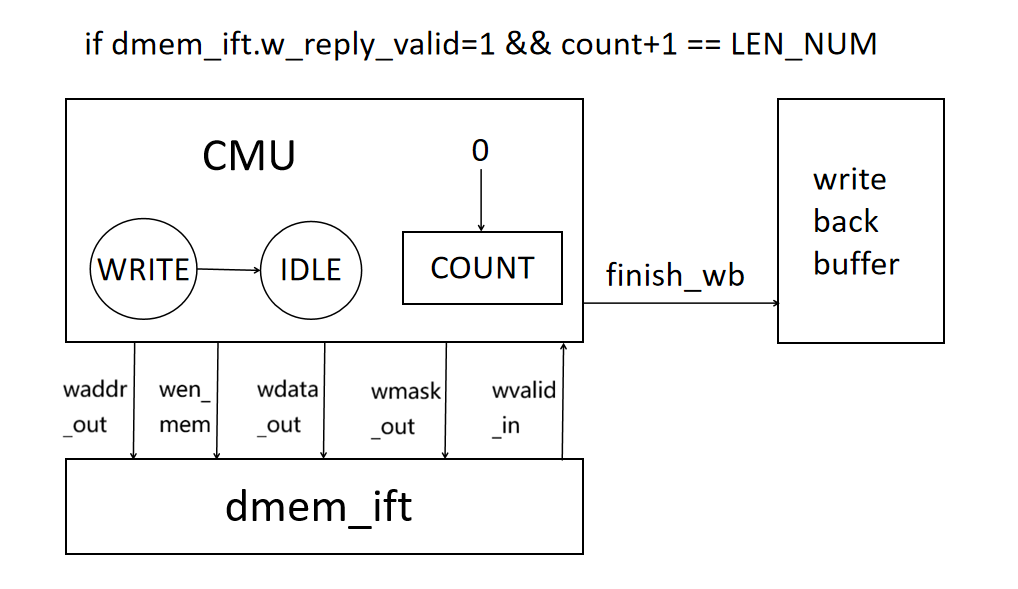 if dmem_ift.w_reply_valid=1 && count+1 == LEN_NUM
CMU
0
WRITE
IDLE
COUNT
finish_wb
write
back
buffer
waddr
_out
wen_
mem
wdata
_out
wmask
_out
wvalid
_in
dmem_ift